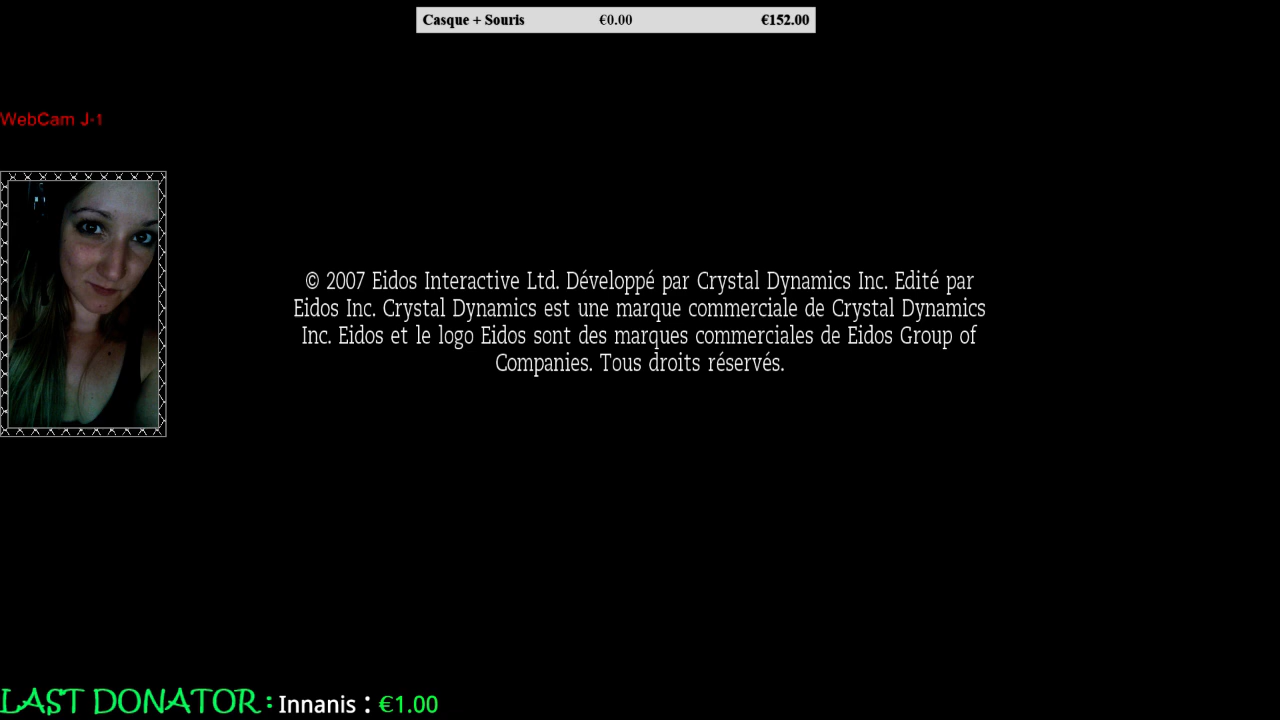 Casque + Souris €0.00 €152.00
WebCam J-1
© 2007 Eidos Interactive Ltd. Développé par Crystal Dynamics Inc. Edité par
Eidos Inc. Crystal Dynamics est une marque commerciale de Crystal Dynamics
Inc. Eidos et le logo Eidos sont des marques commerciales de Eidos Group of
Companies. Tous droits réservés.
LAST DONATOR : Innanis : €1.00